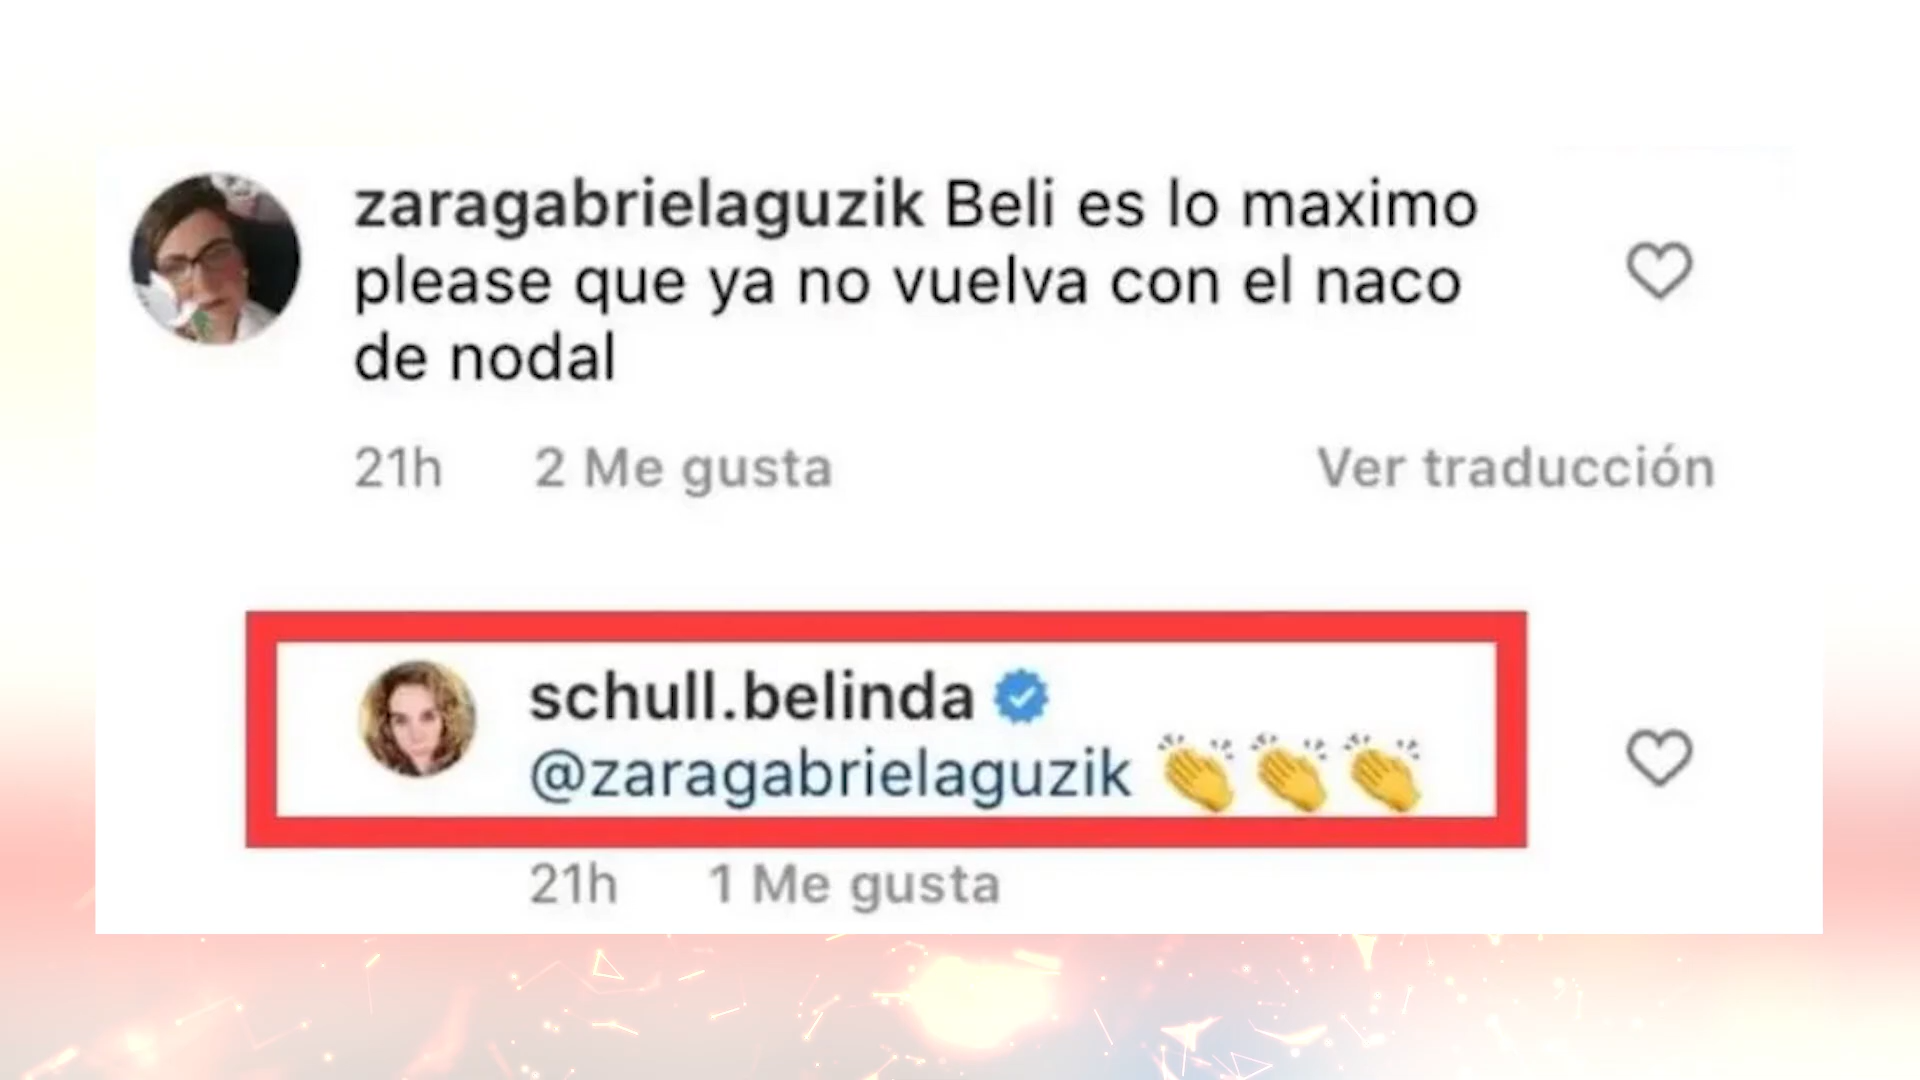 zaragabrielaguzik Beli es lo maximo
please que ya no vuelva con el naco
de nodal
21h 2 Me gusta Ver traducción
schull.belinda
@zaragabrielaguzik 👏👏👏
21h 1 Me gusta